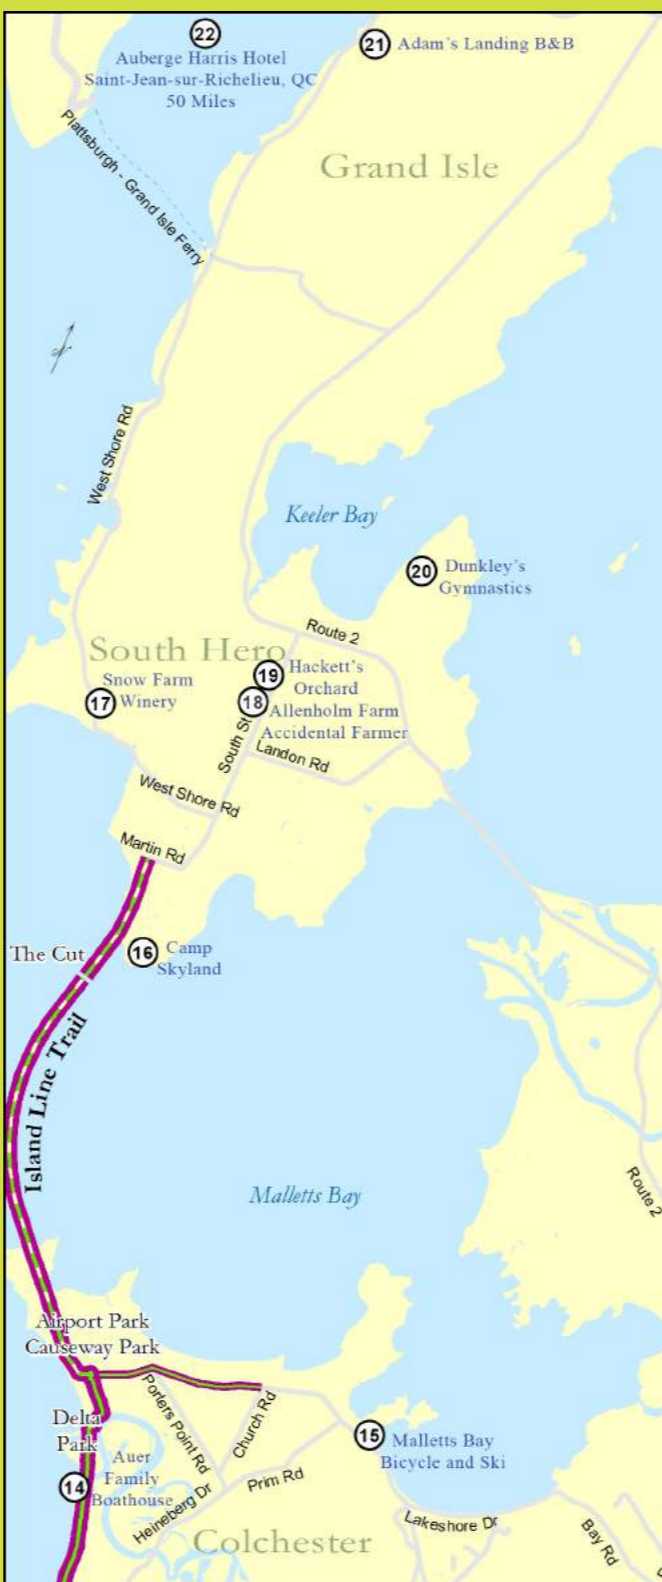 22
Auberge Harris Hotel
Saint-Jean-sur-Richelieu, QC
50 Miles
21
Adam's Landing B&B
Plattsburgh - Grand Isle Ferry
Grand Isle
N
West Shore Rd
Keeler Bay
20
Dunkley's
Gymnastics
Route 2
South Hero
19
Hackett's
Orchard
17
Snow Farm
Winery
18
Allenholm Farm
Accidental Farmer
South St
Landon Rd
West Shore Rd
Martin Rd
The Cut
16
Camp
Skyland
Island Line Trail
Malletts Bay
Route 2
Airport Park
Causeway Park
Delta
Park
Porters Point Rd
Church Rd
15
Malletts Bay
Bicycle and Ski
14
Auer
Family
Boathouse
Heineberg Dr
Prim Rd
Lakeshore Dr
Bay Rd
Colchester